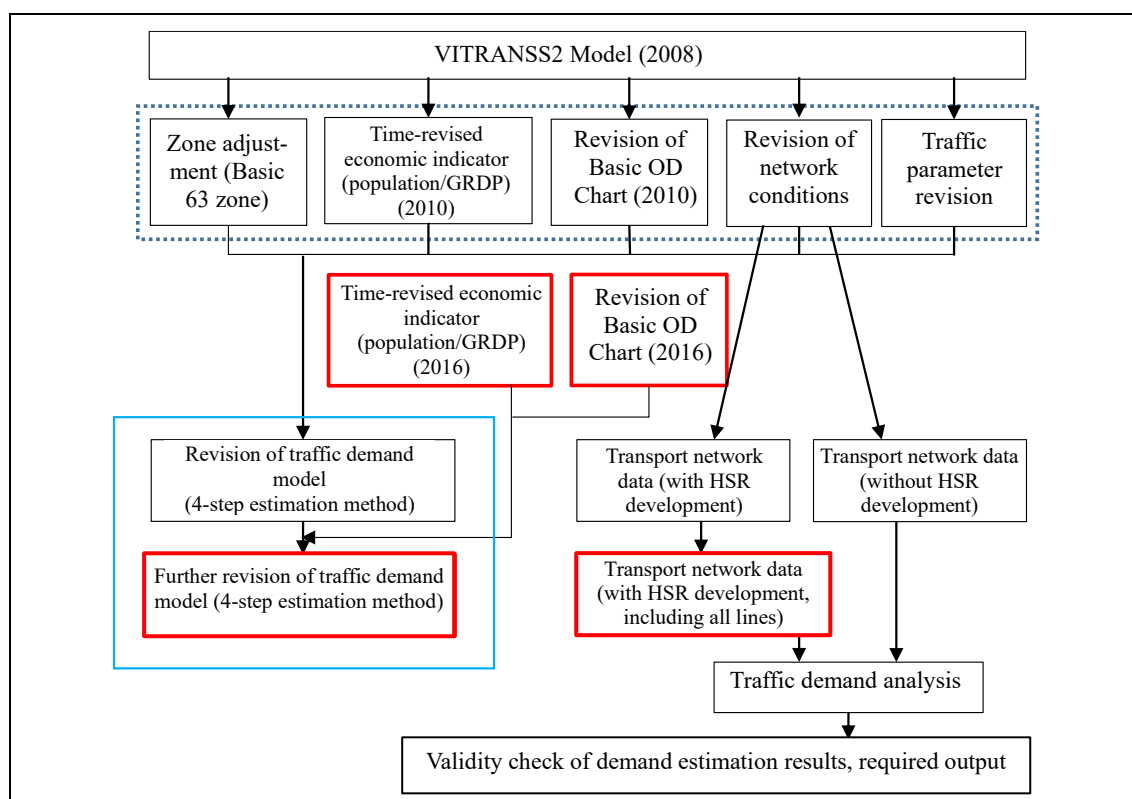 VITRANSS2 Model (2008)
Zone adjust-
ment (Basic
63 zone)
Time-revised
economic indicator
(population/GRDP)
(2010)
Revision of
Basic OD
Chart (2010)
Revision of
network
conditions
Traffic
parameter
revision
Time-revised economic
indicator
(population/GRDP)
(2016)
Revision of
Basic OD
Chart (2016)
Revision of traffic demand
model
(4-step estimation method)
Transport network
data (with HSR
development)
Transport network data
(without HSR
development)
Further revision of traffic demand
model (4-step estimation method)
Transport network data
(with HSR development,
including all lines)
Traffic demand analysis
Validity check of demand estimation results, required output